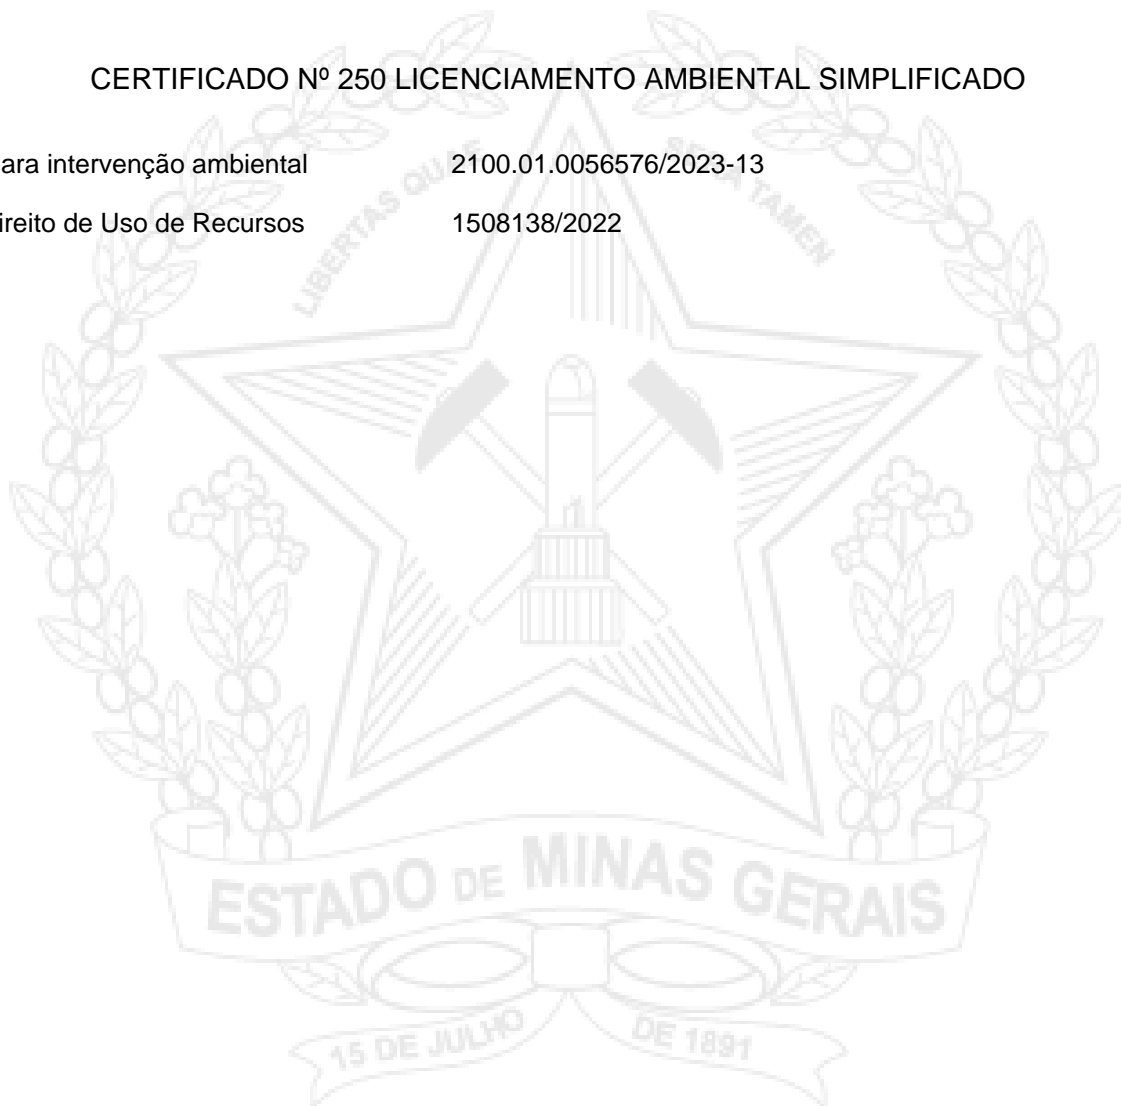 CERTIFICADO Nº 250 LICENCIAMENTO AMBIENTAL SIMPLIFICADO
ara intervenção ambiental 2100.01.0056576/2023-13
ireito de Uso de Recursos 1508138/2022
LIBERTAS QUAE SERA TAMEN
ESTADO DE MINAS GERAIS
15 DE JULHO DE 1891